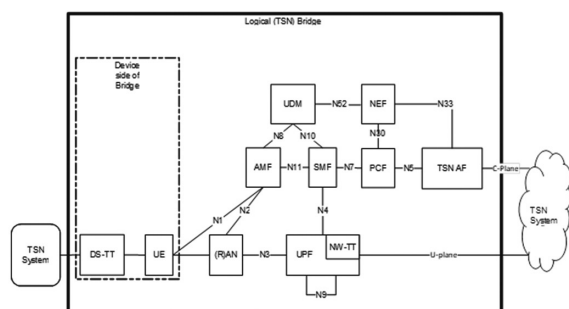 Logical (TSN) Bridge
Device
side of
Bridge
UDM
N52
NEF
N33
N8
N10
N30
AMF
N11
SMF
N7
PCF
N5
TSN AF
C-Plane
N1
N2
N4
TSN
System
TSN
System
DS-TT
UE
(R)AN
N3
UPF
NW-TT
U-plane
N9